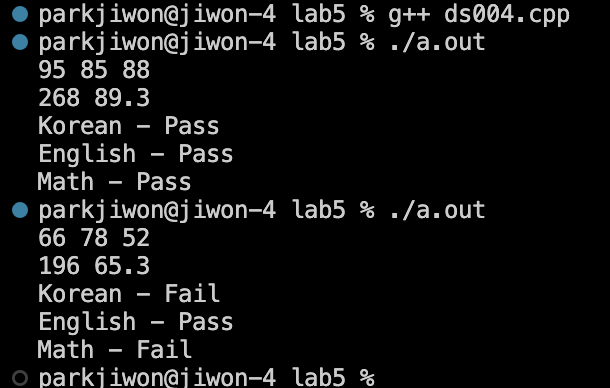 parkjiwon@jiwon-4 lab5 % g++ ds004.cpp
parkjiwon@jiwon-4 lab5 % ./a.out
95 85 88
268 89.3
Korean - Pass
English - Pass
Math - Pass
parkjiwon@jiwon-4 lab5 % ./a.out
66 78 52
196 65.3
Korean - Fail
English - Pass
Math - Fail
parkjiwon@jiwon-4 lab5 %